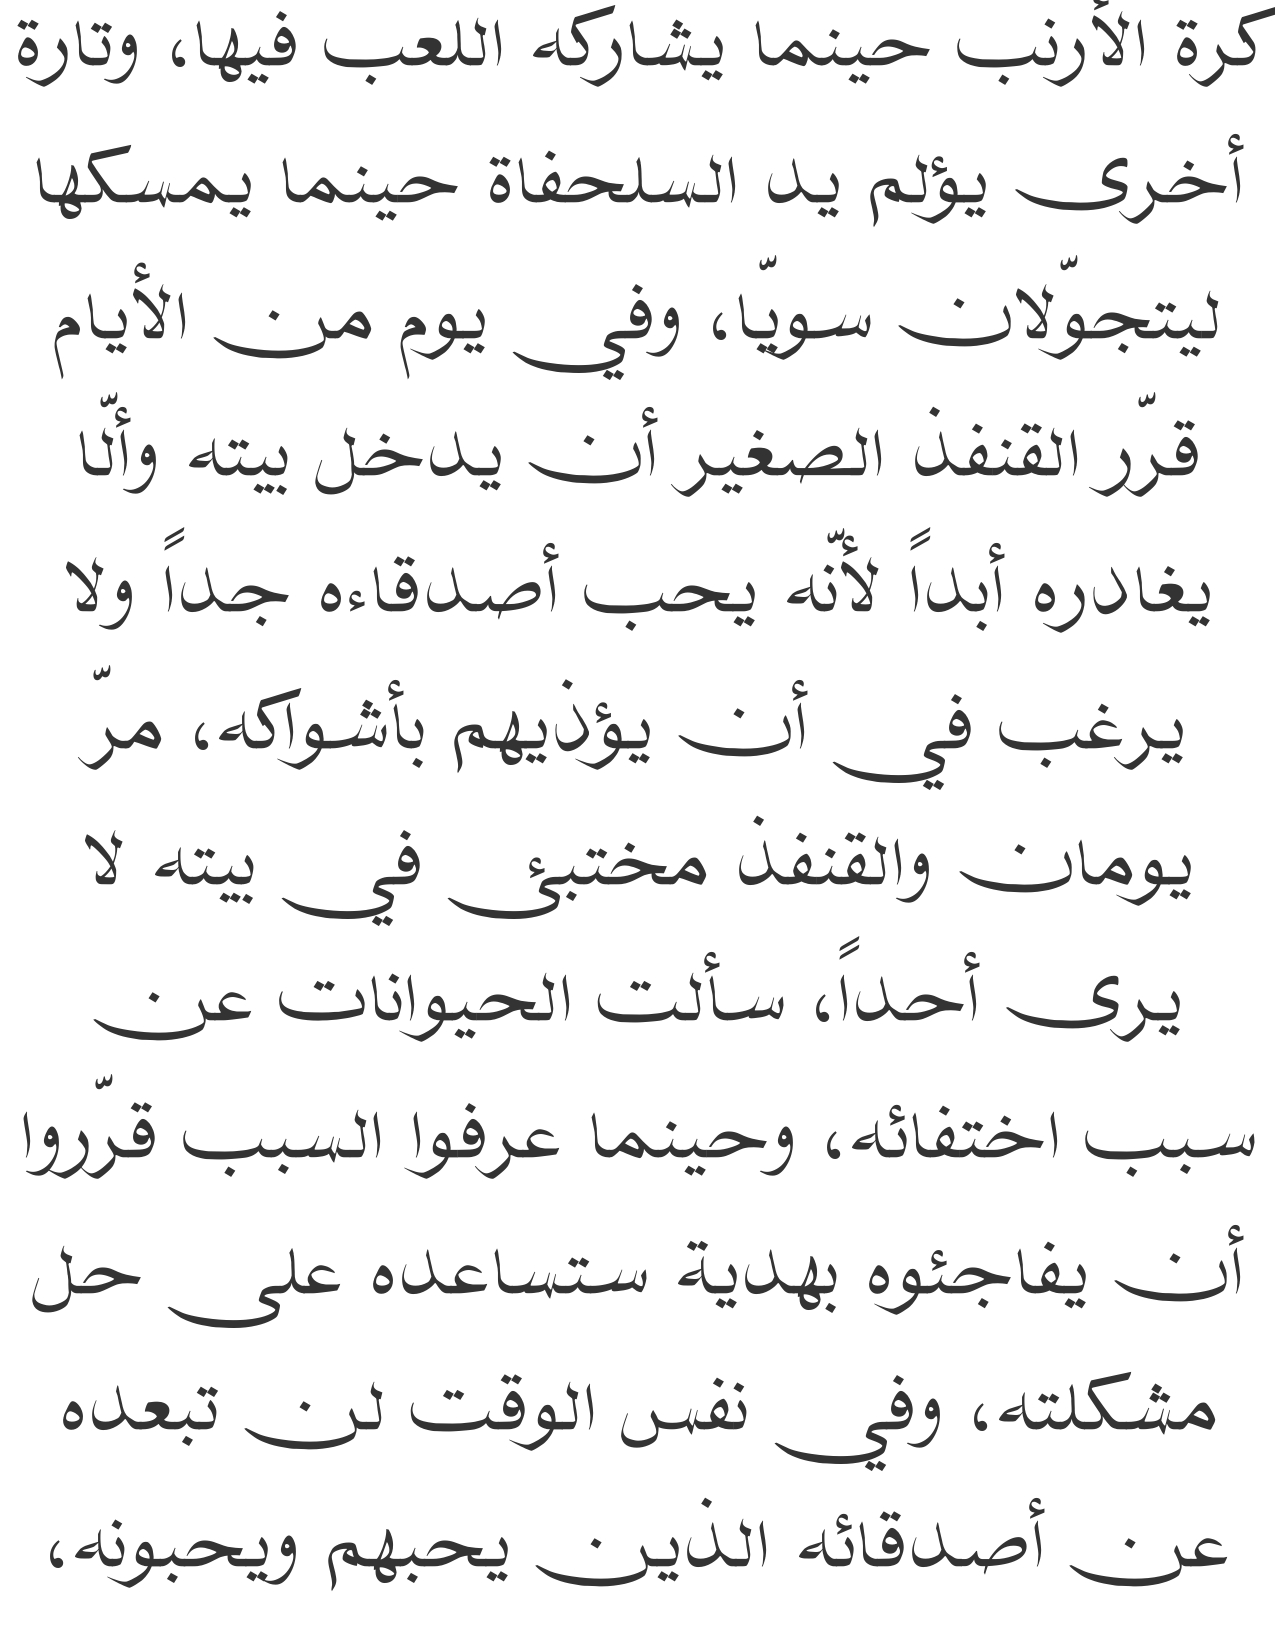 كرة الأرنب حينما يشاركه اللعب فيها، وتارة
أخرى يؤلم يد السلحفاة حينما يمسكها
ليتجوّلان سويّا، وفي يوم من الأيام
قرّر القنفذ الصغير أن يدخل بيته وألّا
يغادره أبداً لأنّه يحب أصدقاءه جداً ولا
يرغب في أن يؤذيهم بأشواكه، مرّ
يومان والقنفذ مختبئ في بيته لا
يرى أحداً، سألت الحيوانات عن
سبب اختفائه، وحينما عرفوا السبب قرّروا
أن يفاجئوه بهدية ستساعده على حل
مشكلته، وفي نفس الوقت لن تبعده
عن أصدقائه الذين يحبهم ويحبونه،